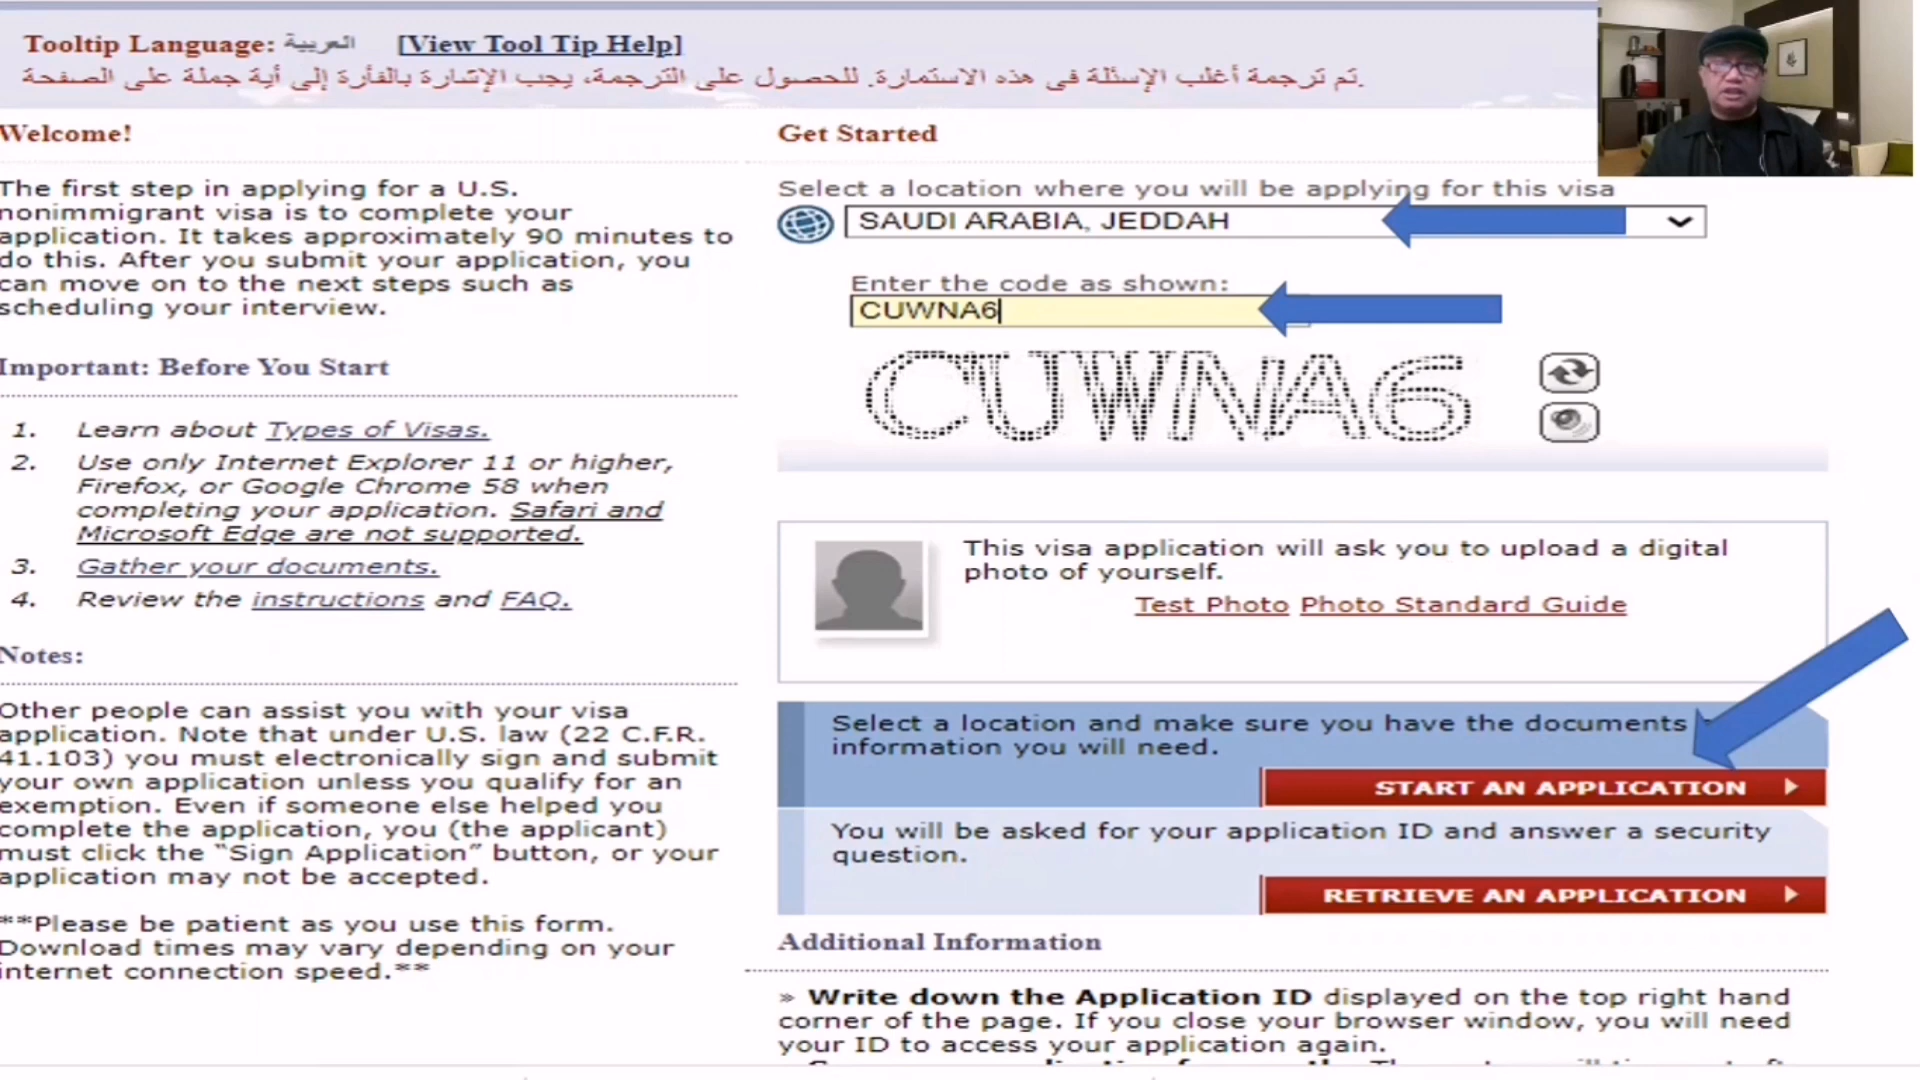 Tooltip Language: العربية [View Tool Tip Help]
تم ترجمة أغلب الإسئلة في هذه الاستمارة. للحصول على الترجمة، يجب الإشارة بالفأرة إلى أية جملة على الصفحة.
Welcome!
The first step in applying for a U.S.
nonimmigrant visa is to complete your
application. It takes approximately 90 minutes to
do this. After you submit your application, you
can move on to the next steps such as
scheduling your interview.
Important: Before You Start
1. Learn about Types of Visas.
2. Use only Internet Explorer 11 or higher,
Firefox, or Google Chrome 58 when
completing your application. Safari and
Microsoft Edge are not supported.
3. Gather your documents.
4. Review the instructions and FAQ.
Notes:
Other people can assist you with your visa
application. Note that under U.S. law (22 C.F.R.
41.103) you must electronically sign and submit
your own application unless you qualify for an
exemption. Even if someone else helped you
complete the application, you (the applicant)
must click the “Sign Application” button, or your
application may not be accepted.
**Please be patient as you use this form.
Download times may vary depending on your
internet connection speed.**
Get Started
Select a location where you will be applying for this visa
SAUDI ARABIA, JEDDAH
Enter the code as shown:
CUWNA6
CUWNA6
This visa application will ask you to upload a digital
photo of yourself.
Test Photo Photo Standard Guide
Select a location and make sure you have the documents
information you will need.
START AN APPLICATION
You will be asked for your application ID and answer a security
question.
RETRIEVE AN APPLICATION
Additional Information
» Write down the Application ID displayed on the top right hand
corner of the page. If you close your browser window, you will need
your ID to access your application again.